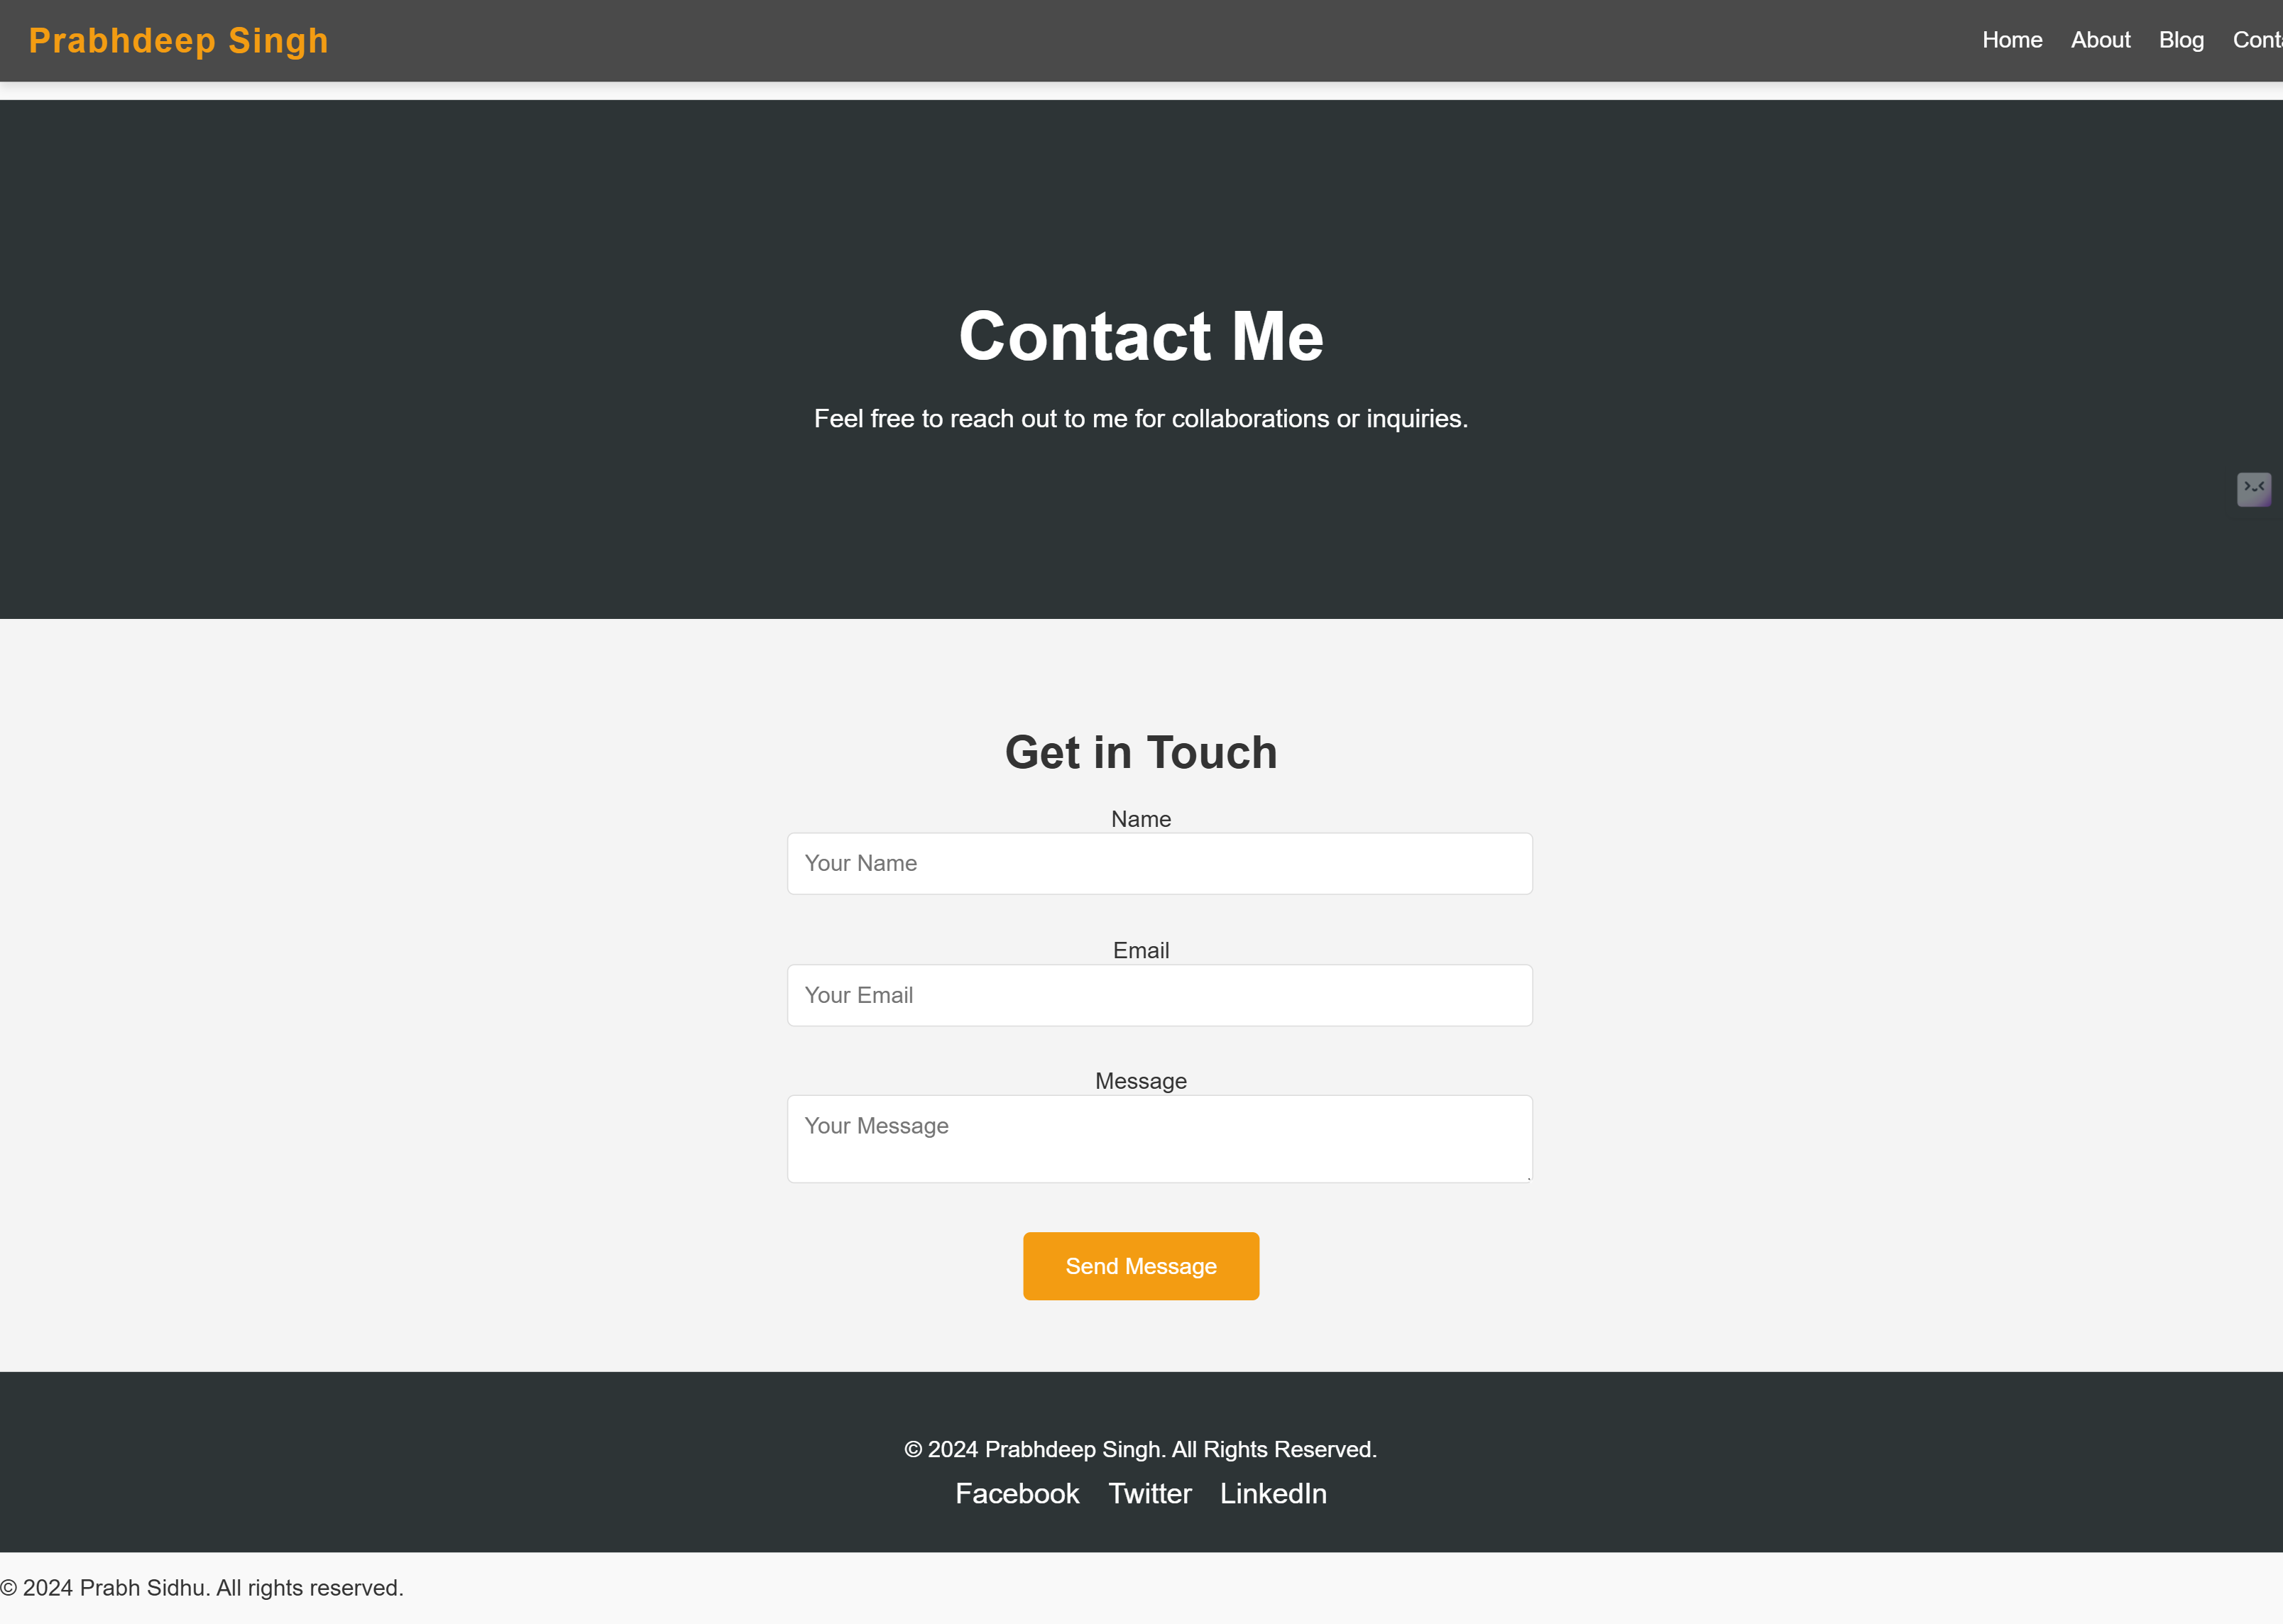 Prabhdeep Singh
Home About Blog Conta
Contact Me
Feel free to reach out to me for collaborations or inquiries.
Get in Touch
Name
Your Name
Email
Your Email
Message
Your Message
Send Message
© 2024 Prabhdeep Singh. All Rights Reserved.
Facebook Twitter LinkedIn
© 2024 Prabh Sidhu. All rights reserved.